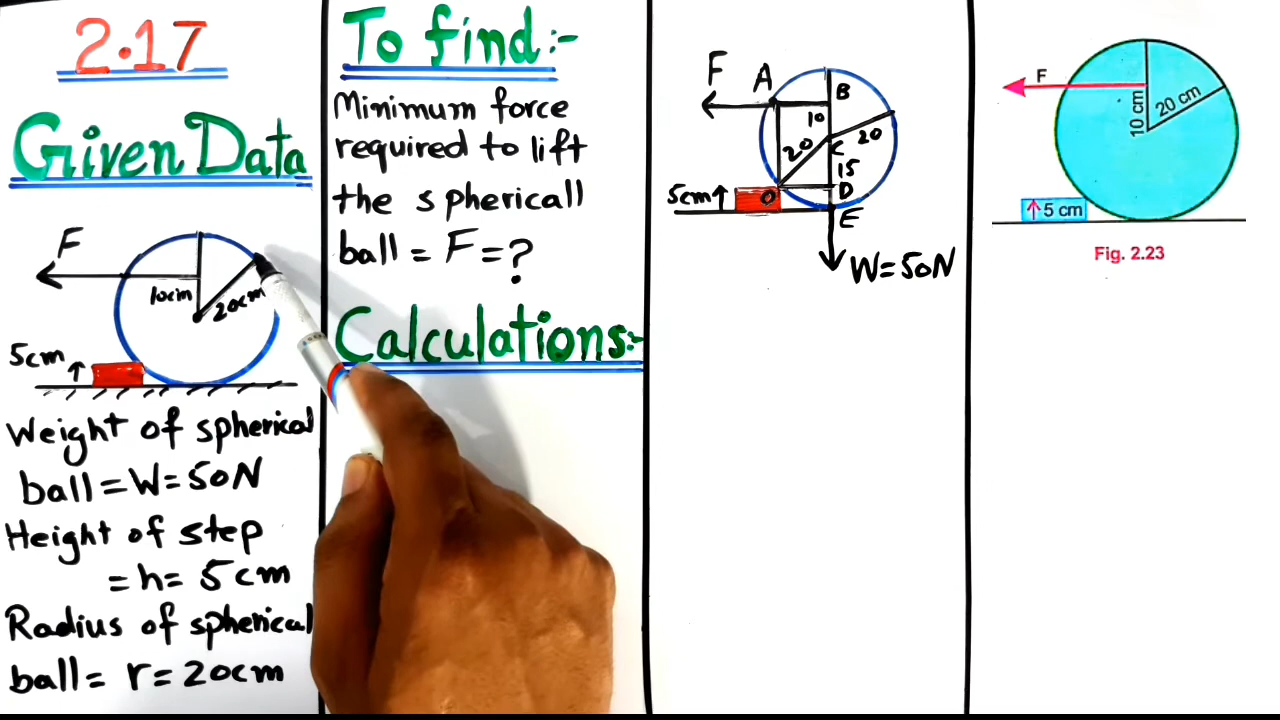 2.17
Given Data
F
10cm
20cm
5cm
Weight of spherical
ball = W = 50N
Height of step
= h = 5cm
Radius of spherical
ball = r = 20cm
To find:-
Minimum force
required to lift
the sphericall
ball = F = ?
Calculations:-
F
A
B
10
20
C
20
15
5cm
O
D
E
W=50N
F
10 cm
20 cm
5 cm
Fig. 2.23